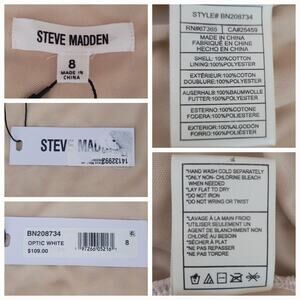 STEVE MADDEN
8
MADE IN
CHINA
STYLE# BN208734
RN#67365 CA#25459
MADE IN CHINA
FABRIQUÉ EN CHINE
HECHO EN CHINA
SHELL:100%COTTON
LINING:100%POLYESTER
EXTÉRIEUR:100%COTON
DOUBLURE:100%POLYESTER
AUßERHALB:100%BAUMWOLLE
FUTTER:100%POLYESTER
ESTERNO:100%COTONE
FODERA:100%POLIESTERE
EXTERIOR:100%ALGODÓN
FORRO:100%POLIÉSTER
STEVE MADDEN
BN208734
OPTIC WHITE
$109.00
8
*HAND WASH COLD SEPARATELY
*ONLY NON- CHLORINE BLEACH
WHEN NEEDED
*LAY FLAT TO DRY
*DO NOT IRON
*DO NOT WRING OR TWIST
*LAVAGE À LA MAIN FROID
*UTILISER SEULEMENT UN
AGENT DE BLANCHIMENT NON
CHLORÉ AU BESOIN
*SÉCHER À PLAT
*NE PAS REPASSER
*NE PAS TORDRE